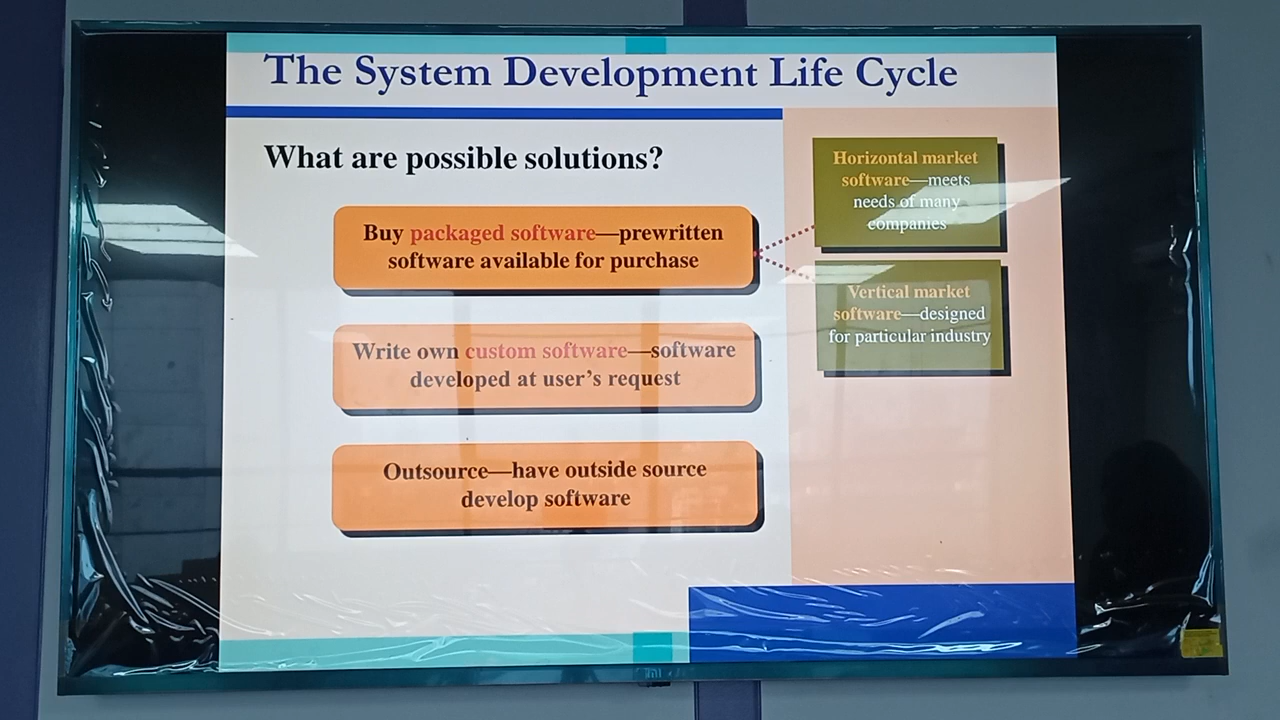 The System Development Life Cycle
What are possible solutions?
Buy packaged software—prewritten
software available for purchase
Write own custom software—software
developed at user’s request
Outsource—have outside source
develop software
Horizontal market
software—meets
needs of many
companies
Vertical market
software—designed
for particular industry
mi